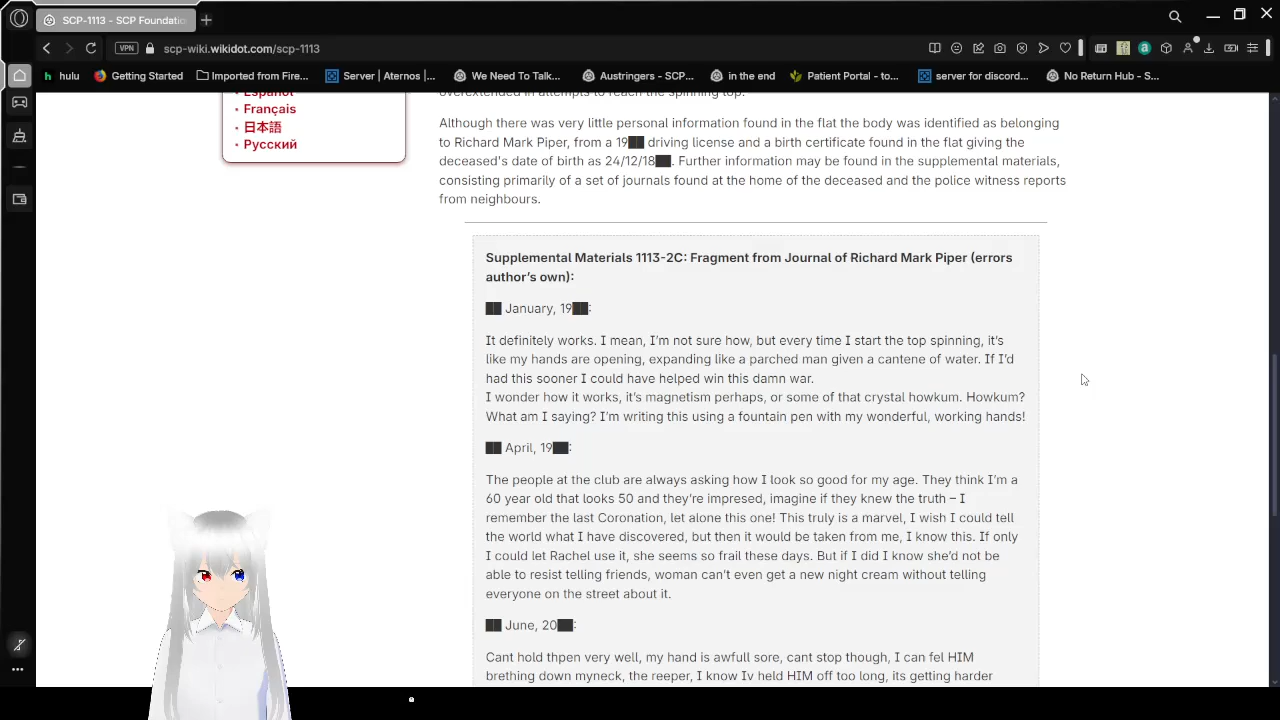 SCP-1113 - SCP Foundatio
VPN
scp-wiki.wikidot.com/scp-1113
h hulu
Getting Started
Imported from Fire...
Server | Aternos |...
We Need To Talk...
Austringers - SCP...
in the end
Patient Portal - to...
server for discord...
No Return Hub - S...
Español
Français
日本語
Русский
overextended in attempts to reach the spinning top.
Although there was very little personal information found in the flat the body was identified as belonging
to Richard Mark Piper, from a 19██ driving license and a birth certificate found in the flat giving the
deceased's date of birth as 24/12/18██. Further information may be found in the supplemental materials,
consisting primarily of a set of journals found at the home of the deceased and the police witness reports
from neighbours.
Supplemental Materials 1113-2C: Fragment from Journal of Richard Mark Piper (errors
author's own):
██ January, 19██:
It definitely works. I mean, I'm not sure how, but every time I start the top spinning, it's
like my hands are opening, expanding like a parched man given a cantene of water. If I'd
had this sooner I could have helped win this damn war.
I wonder how it works, it's magnetism perhaps, or some of that crystal howkum. Howkum?
What am I saying? I'm writing this using a fountain pen with my wonderful, working hands!
██ April, 19██:
The people at the club are always asking how I look so good for my age. They think I'm a
60 year old that looks 50 and they're impresed, imagine if they knew the truth – I
remember the last Coronation, let alone this one! This truly is a marvel, I wish I could tell
the world what I have discovered, but then it would be taken from me, I know this. If only
I could let Rachel use it, she seems so frail these days. But if I did I know she'd not be
able to resist telling friends, woman can't even get a new night cream without telling
everyone on the street about it.
██ June, 20██:
Cant hold thpen very well, my hand is awfull sore, cant stop though, I can fel HIM
brething down myneck, the reeper, I know Iv held HIM off too long, its getting harder